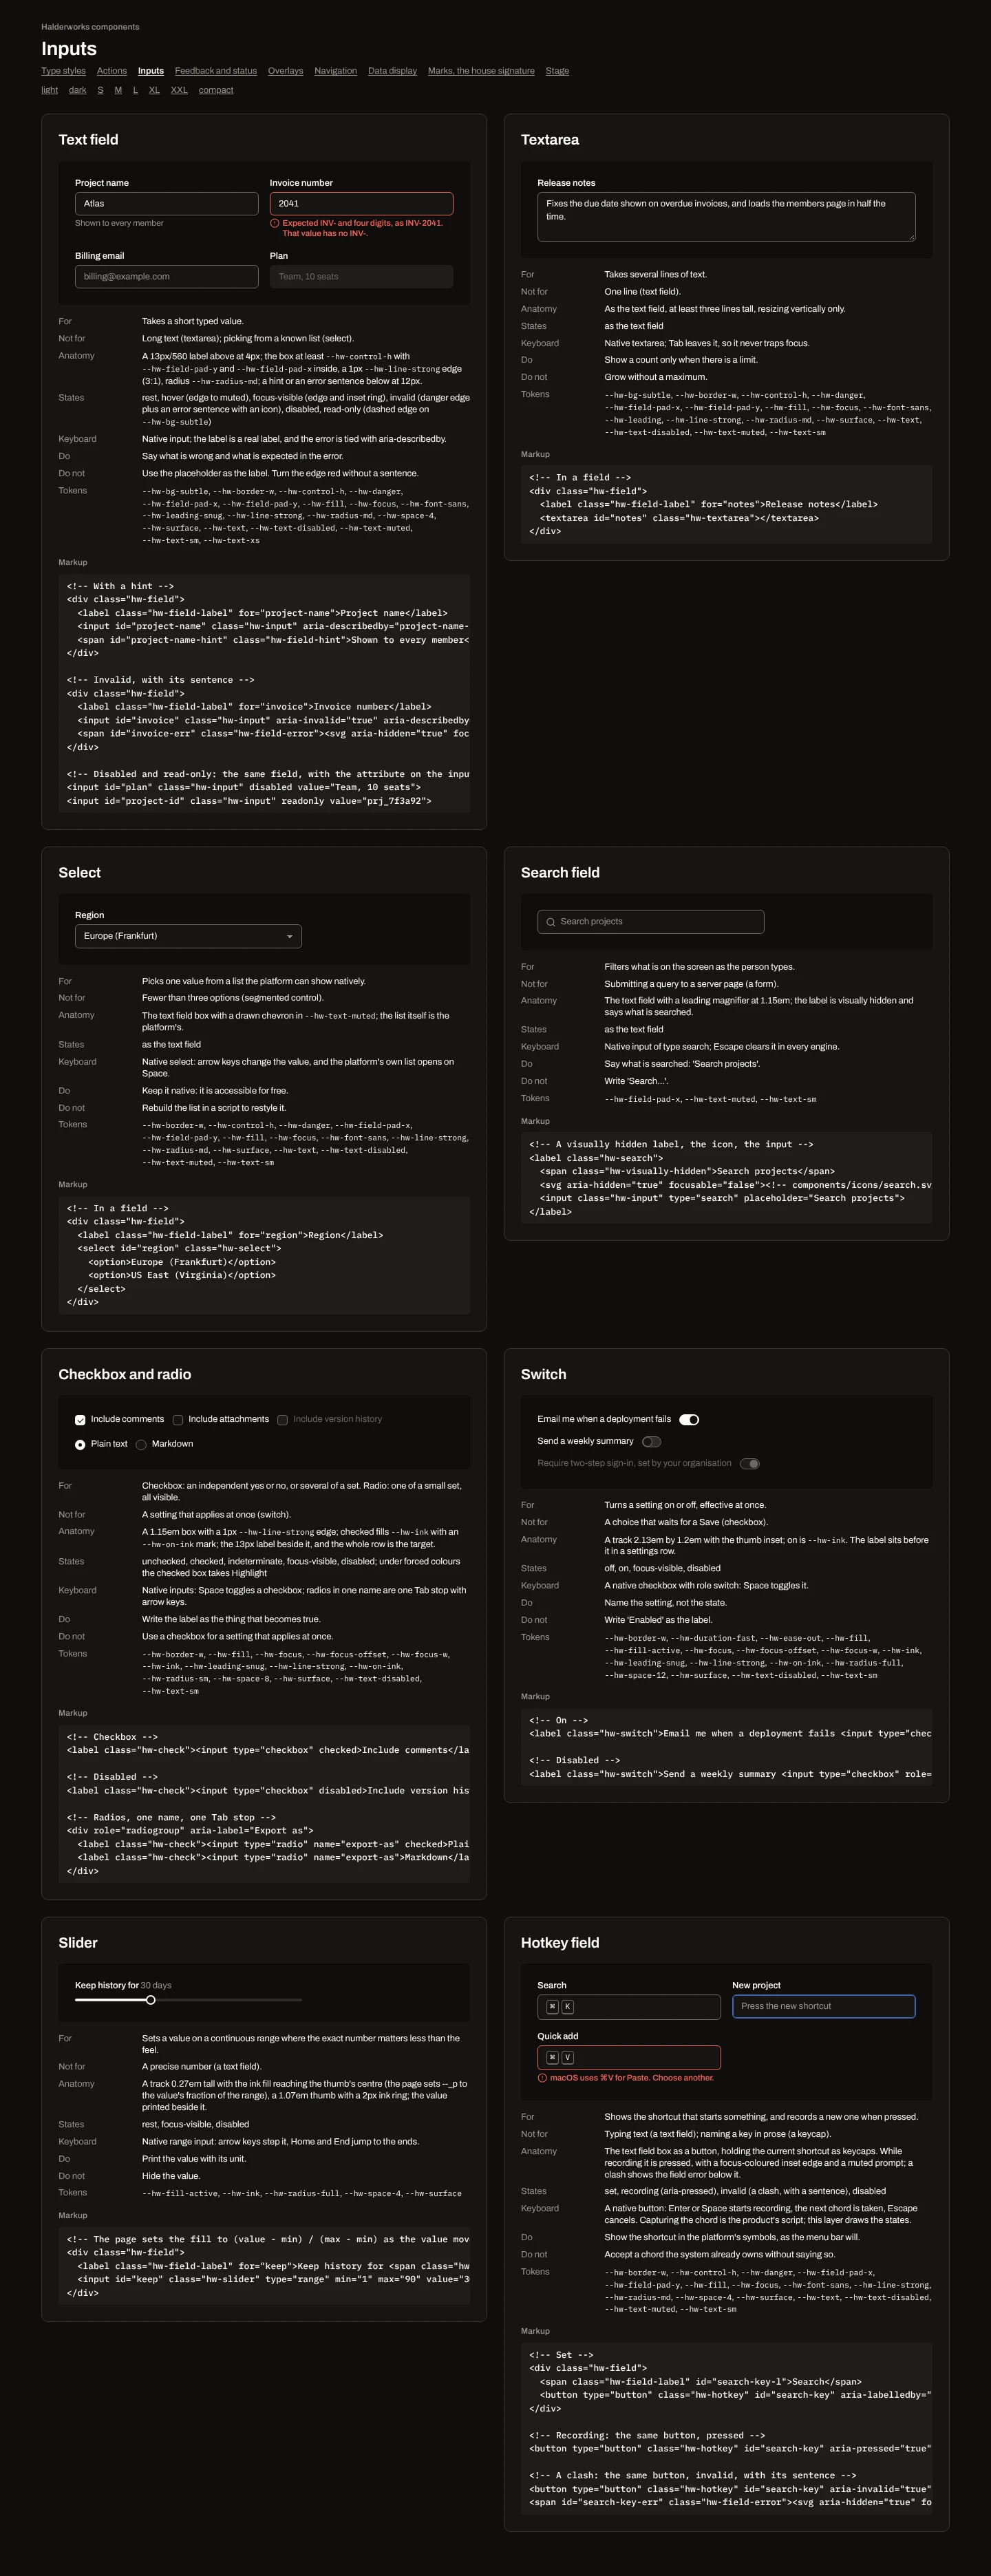 Halderworks components
Inputs
Type styles Actions Inputs Feedback and status Overlays Navigation Data display Marks, the house signature Stage
light dark S M L XL XXL compact
Text field
Project name
Atlas
Shown to every member
Invoice number
2041
Expected INV- and four digits, as INV-2041.
That value has no INV-.
Billing email
billing@example.com
Plan
Team, 10 seats
For Takes a short typed value.
Not for Long text (textarea); picking from a known list (select).
Anatomy A 13px/560 label above at 4px; the box at least --hw-control-h with
--hw-field-pad-y and --hw-field-pad-x inside, a 1px --hw-line-strong edge
(3:1), radius --hw-radius-md; a hint or an error sentence below at 12px.
States rest, hover (edge to muted), focus-visible (edge and inset ring), invalid (danger edge
plus an error sentence with an icon), disabled, read-only (dashed edge on
--hw-bg-subtle)
Keyboard Native input; the label is a real label, and the error is tied with aria-describedby.
Do Say what is wrong and what is expected in the error.
Do not Use the placeholder as the label. Turn the edge red without a sentence.
Tokens --hw-bg-subtle, --hw-border-w, --hw-control-h, --hw-danger,
--hw-field-pad-x, --hw-field-pad-y, --hw-fill, --hw-focus, --hw-font-sans,
--hw-leading-snug, --hw-line-strong, --hw-radius-md, --hw-space-4,
--hw-surface, --hw-text, --hw-text-disabled, --hw-text-muted,
--hw-text-sm, --hw-text-xs
Markup
<!-- With a hint -->
<div class="hw-field">
<label class="hw-field-label" for="project-name">Project name</label>
<input id="project-name" class="hw-input" aria-describedby="project-name-
<span id="project-name-hint" class="hw-field-hint">Shown to every member<
</div>
<!-- Invalid, with its sentence -->
<div class="hw-field">
<label class="hw-field-label" for="invoice">Invoice number</label>
<input id="invoice" class="hw-input" aria-invalid="true" aria-describedby
<span id="invoice-err" class="hw-field-error"><svg aria-hidden="true" foc
</div>
<!-- Disabled and read-only: the same field, with the attribute on the inpu
<input id="plan" class="hw-input" disabled value="Team, 10 seats">
<input id="project-id" class="hw-input" readonly value="prj_7f3a92">
Textarea
Release notes
Fixes the due date shown on overdue invoices, and loads the members page in half the
time.
For Takes several lines of text.
Not for One line (text field).
Anatomy As the text field, at least three lines tall, resizing vertically only.
States as the text field
Keyboard Native textarea; Tab leaves it, so it never traps focus.
Do Show a count only when there is a limit.
Do not Grow without a maximum.
Tokens --hw-bg-subtle, --hw-border-w, --hw-control-h, --hw-danger,
--hw-field-pad-x, --hw-field-pad-y, --hw-fill, --hw-focus, --hw-font-sans,
--hw-leading, --hw-line-strong, --hw-radius-md, --hw-surface, --hw-text,
--hw-text-disabled, --hw-text-muted, --hw-text-sm
Markup
<!-- In a field -->
<div class="hw-field">
<label class="hw-field-label" for="notes">Release notes</label>
<textarea id="notes" class="hw-textarea"></textarea>
</div>
Select
Region
Europe (Frankfurt)
For Picks one value from a list the platform can show natively.
Not for Fewer than three options (segmented control).
Anatomy The text field box with a drawn chevron in --hw-text-muted; the list itself is the
platform's.
States as the text field
Keyboard Native select: arrow keys change the value, and the platform's own list opens on
Space.
Do Keep it native: it is accessible for free.
Do not Rebuild the list in a script to restyle it.
Tokens --hw-border-w, --hw-control-h, --hw-danger, --hw-field-pad-x,
--hw-field-pad-y, --hw-fill, --hw-focus, --hw-font-sans, --hw-line-strong,
--hw-radius-md, --hw-surface, --hw-text, --hw-text-disabled,
--hw-text-muted, --hw-text-sm
Markup
<!-- In a field -->
<div class="hw-field">
<label class="hw-field-label" for="region">Region</label>
<select id="region" class="hw-select">
<option>Europe (Frankfurt)</option>
<option>US East (Virginia)</option>
</select>
</div>
Search field
Search projects
For Filters what is on the screen as the person types.
Not for Submitting a query to a server page (a form).
Anatomy The text field with a leading magnifier at 1.15em; the label is visually hidden and
says what is searched.
States as the text field
Keyboard Native input of type search; Escape clears it in every engine.
Do Say what is searched: 'Search projects'.
Do not Write 'Search…'.
Tokens --hw-field-pad-x, --hw-text-muted, --hw-text-sm
Markup
<!-- A visually hidden label, the icon, the input -->
<label class="hw-search">
<span class="hw-visually-hidden">Search projects</span>
<svg aria-hidden="true" focusable="false"><!-- components/icons/search.sv
<input class="hw-input" type="search" placeholder="Search projects">
</label>
Checkbox and radio
Include comments Include attachments Include version history
Plain text Markdown
For Checkbox: an independent yes or no, or several of a set. Radio: one of a small set,
all visible.
Not for A setting that applies at once (switch).
Anatomy A 1.15em box with a 1px --hw-line-strong edge; checked fills --hw-ink with an
--hw-on-ink mark; the 13px label beside it, and the whole row is the target.
States unchecked, checked, indeterminate, focus-visible, disabled; under forced colours
the checked box takes Highlight
Keyboard Native inputs: Space toggles a checkbox; radios in one name are one Tab stop with
arrow keys.
Do Write the label as the thing that becomes true.
Do not Use a checkbox for a setting that applies at once.
Tokens --hw-border-w, --hw-fill, --hw-focus, --hw-focus-offset, --hw-focus-w,
--hw-ink, --hw-leading-snug, --hw-line-strong, --hw-on-ink,
--hw-radius-sm, --hw-space-8, --hw-surface, --hw-text-disabled,
--hw-text-sm
Markup
<!-- Checkbox -->
<label class="hw-check"><input type="checkbox" checked>Include comments</la
<!-- Disabled -->
<label class="hw-check"><input type="checkbox" disabled>Include version his
<!-- Radios, one name, one Tab stop -->
<div role="radiogroup" aria-label="Export as">
<label class="hw-check"><input type="radio" name="export-as" checked>Plai
<label class="hw-check"><input type="radio" name="export-as">Markdown</la
</div>
Switch
Email me when a deployment fails
Send a weekly summary
Require two-step sign-in, set by your organisation
For Turns a setting on or off, effective at once.
Not for A choice that waits for a Save (checkbox).
Anatomy A track 2.13em by 1.2em with the thumb inset; on is --hw-ink. The label sits before
it in a settings row.
States off, on, focus-visible, disabled
Keyboard A native checkbox with role switch: Space toggles it.
Do Name the setting, not the state.
Do not Write 'Enabled' as the label.
Tokens --hw-border-w, --hw-duration-fast, --hw-ease-out, --hw-fill,
--hw-fill-active, --hw-focus, --hw-focus-offset, --hw-focus-w, --hw-ink,
--hw-leading-snug, --hw-line-strong, --hw-on-ink, --hw-radius-full,
--hw-space-12, --hw-surface, --hw-text-disabled, --hw-text-sm
Markup
<!-- On -->
<label class="hw-switch">Email me when a deployment fails <input type="chec
<!-- Disabled -->
<label class="hw-switch">Send a weekly summary <input type="checkbox" role=
Slider
Keep history for 30 days
For Sets a value on a continuous range where the exact number matters less than the
feel.
Not for A precise number (a text field).
Anatomy A track 0.27em tall with the ink fill reaching the thumb's centre (the page sets --_p to
the value's fraction of the range), a 1.07em thumb with a 2px ink ring; the value
printed beside it.
States rest, focus-visible, disabled
Keyboard Native range input: arrow keys step it, Home and End jump to the ends.
Do Print the value with its unit.
Do not Hide the value.
Tokens --hw-fill-active, --hw-ink, --hw-radius-full, --hw-space-4, --hw-surface
Markup
<!-- The page sets the fill to (value - min) / (max - min) as the value mov
<div class="hw-field">
<label class="hw-field-label" for="keep">Keep history for <span class="hw
<input id="keep" class="hw-slider" type="range" min="1" max="90" value="3
</div>
Hotkey field
Search
⌘ K
New project
Press the new shortcut
Quick add
⌘ V
macOS uses ⌘V for Paste. Choose another.
For Shows the shortcut that starts something, and records a new one when pressed.
Not for Typing text (a text field); naming a key in prose (a keycap).
Anatomy The text field box as a button, holding the current shortcut as keycaps. While
recording it is pressed, with a focus-coloured inset edge and a muted prompt; a
clash shows the field error below it.
States set, recording (aria-pressed), invalid (a clash, with a sentence), disabled
Keyboard A native button: Enter or Space starts recording, the next chord is taken, Escape
cancels. Capturing the chord is the product's script; this layer draws the states.
Do Show the shortcut in the platform's symbols, as the menu bar will.
Do not Accept a chord the system already owns without saying so.
Tokens --hw-border-w, --hw-control-h, --hw-danger, --hw-field-pad-x,
--hw-field-pad-y, --hw-fill, --hw-focus, --hw-font-sans, --hw-line-strong,
--hw-radius-md, --hw-space-4, --hw-surface, --hw-text, --hw-text-disabled,
--hw-text-muted, --hw-text-sm
Markup
<!-- Set -->
<div class="hw-field">
<span class="hw-field-label" id="search-key-l">Search</span>
<button type="button" class="hw-hotkey" id="search-key" aria-labelledby="
</div>
<!-- Recording: the same button, pressed -->
<button type="button" class="hw-hotkey" id="search-key" aria-pressed="true"
<!-- A clash: the same button, invalid, with its sentence -->
<button type="button" class="hw-hotkey" id="search-key" aria-invalid="true"
<span id="search-key-err" class="hw-field-error"><svg aria-hidden="true" fo